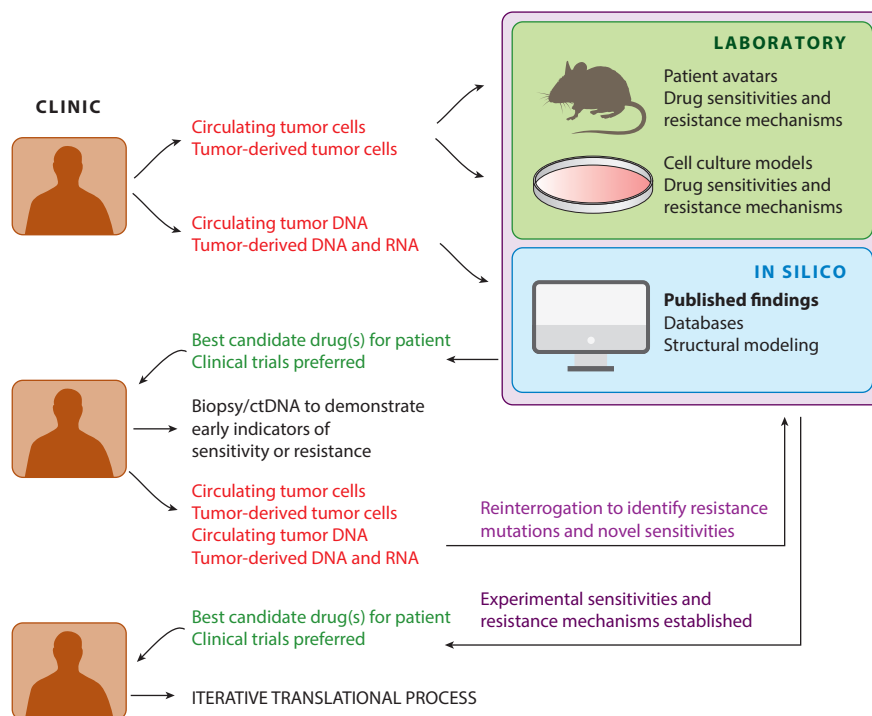 CLINIC
Circulating tumor cells
Tumor-derived tumor cells
Circulating tumor DNA
Tumor-derived DNA and RNA
LABORATORY
Patient avatars
Drug sensitivities and
resistance mechanisms
Cell culture models
Drug sensitivities and
resistance mechanisms
IN SILICO
Published findings
Databases
Structural modeling
Best candidate drug(s) for patient
Clinical trials preferred
Biopsy/ctDNA to demonstrate
early indicators of
sensitivity or resistance
Circulating tumor cells
Tumor-derived tumor cells
Circulating tumor DNA
Tumor-derived DNA and RNA
Reinterrogation to identify resistance
mutations and novel sensitivities
Experimental sensitivities and
resistance mechanisms established
Best candidate drug(s) for patient
Clinical trials preferred
ITERATIVE TRANSLATIONAL PROCESS